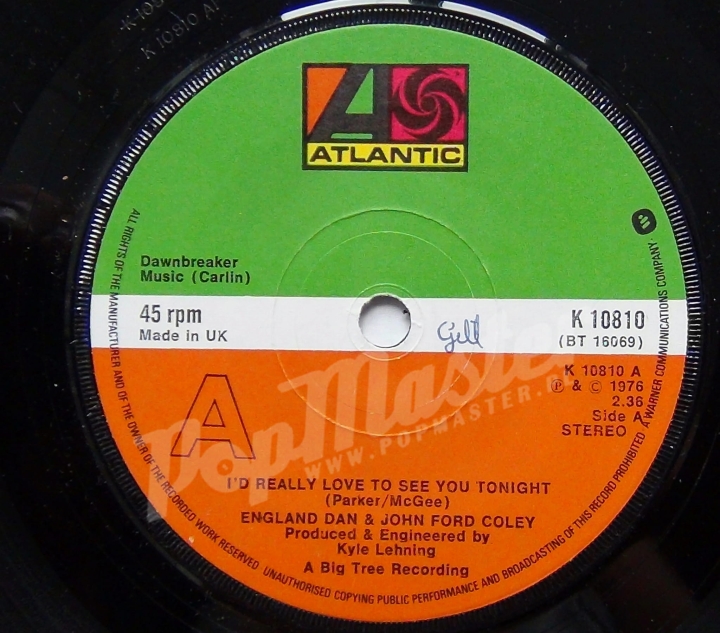 K 10810 A1
ATLANTIC
Dawnbreaker
Music (Carlin)
45 rpm
Made in UK
K 10810
(BT 16069)
K 10810 A
Ⓟ & © 1976
2.36
Side A
STEREO
A
I'D REALLY LOVE TO SEE YOU TONIGHT
(Parker/McGee)
ENGLAND DAN & JOHN FORD COLEY
Produced & Engineered by
Kyle Lehning
A Big Tree Recording
ALL RIGHTS OF THE MANUFACTURER AND OF THE OWNER OF THE RECORDED WORK RESERVED UNAUTHORISED COPYING PUBLIC PERFORMANCE AND BROADCASTING OF THIS RECORD PROHIBITED A WARNER COMMUNICATIONS COMPANY.
PopMaster
WWW.POPMASTER.